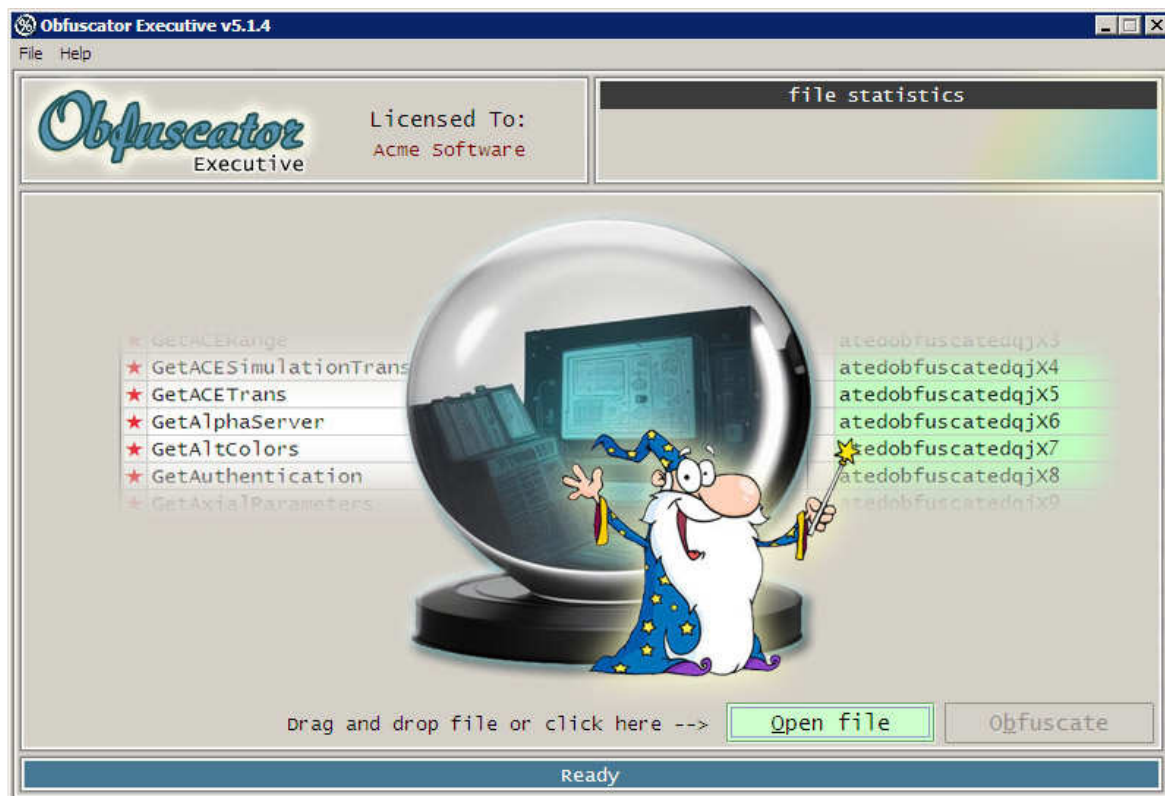 Obfuscator Executive v5.1.4
File Help
Obfuscator
Executive
Licensed To:
Acme Software
file statistics
GetACERange
atedobfuscatedqjX3
GetACESimulationTrans
atedobfuscatedqjX4
GetACETrans
atedobfuscatedqjX5
GetAlphaServer
atedobfuscatedqjX6
GetAltColors
atedobfuscatedqjX7
GetAuthentication
atedobfuscatedqjX8
GetAxialParameters
atedobfuscatedqjX9
Drag and drop file or click here -->
Open file
Obfuscate
Ready